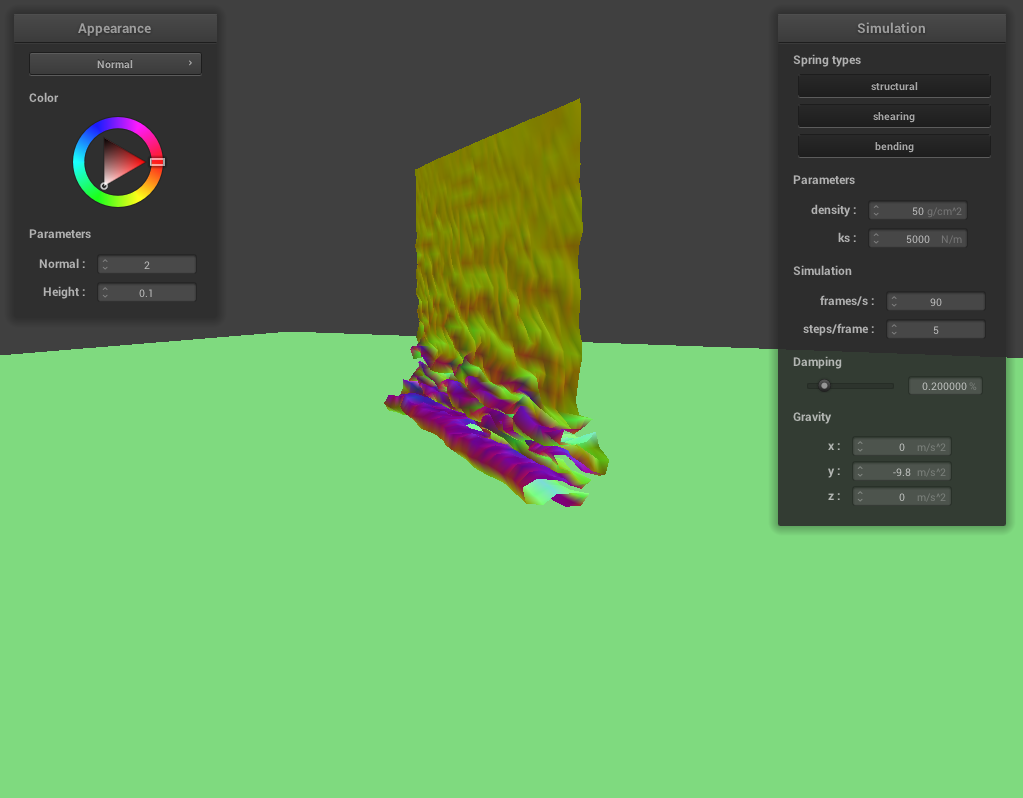 Appearance
Normal
Color
Parameters
Normal : 2
Height : 0.1
Simulation
Spring types
structural
shearing
bending
Parameters
density : 50 g/cm^2
ks : 5000 N/m
Simulation
frames/s : 90
steps/frame : 5
Damping
0.200000 %
Gravity
x : 0 m/s^2
y : -9.8 m/s^2
z : 0 m/s^2